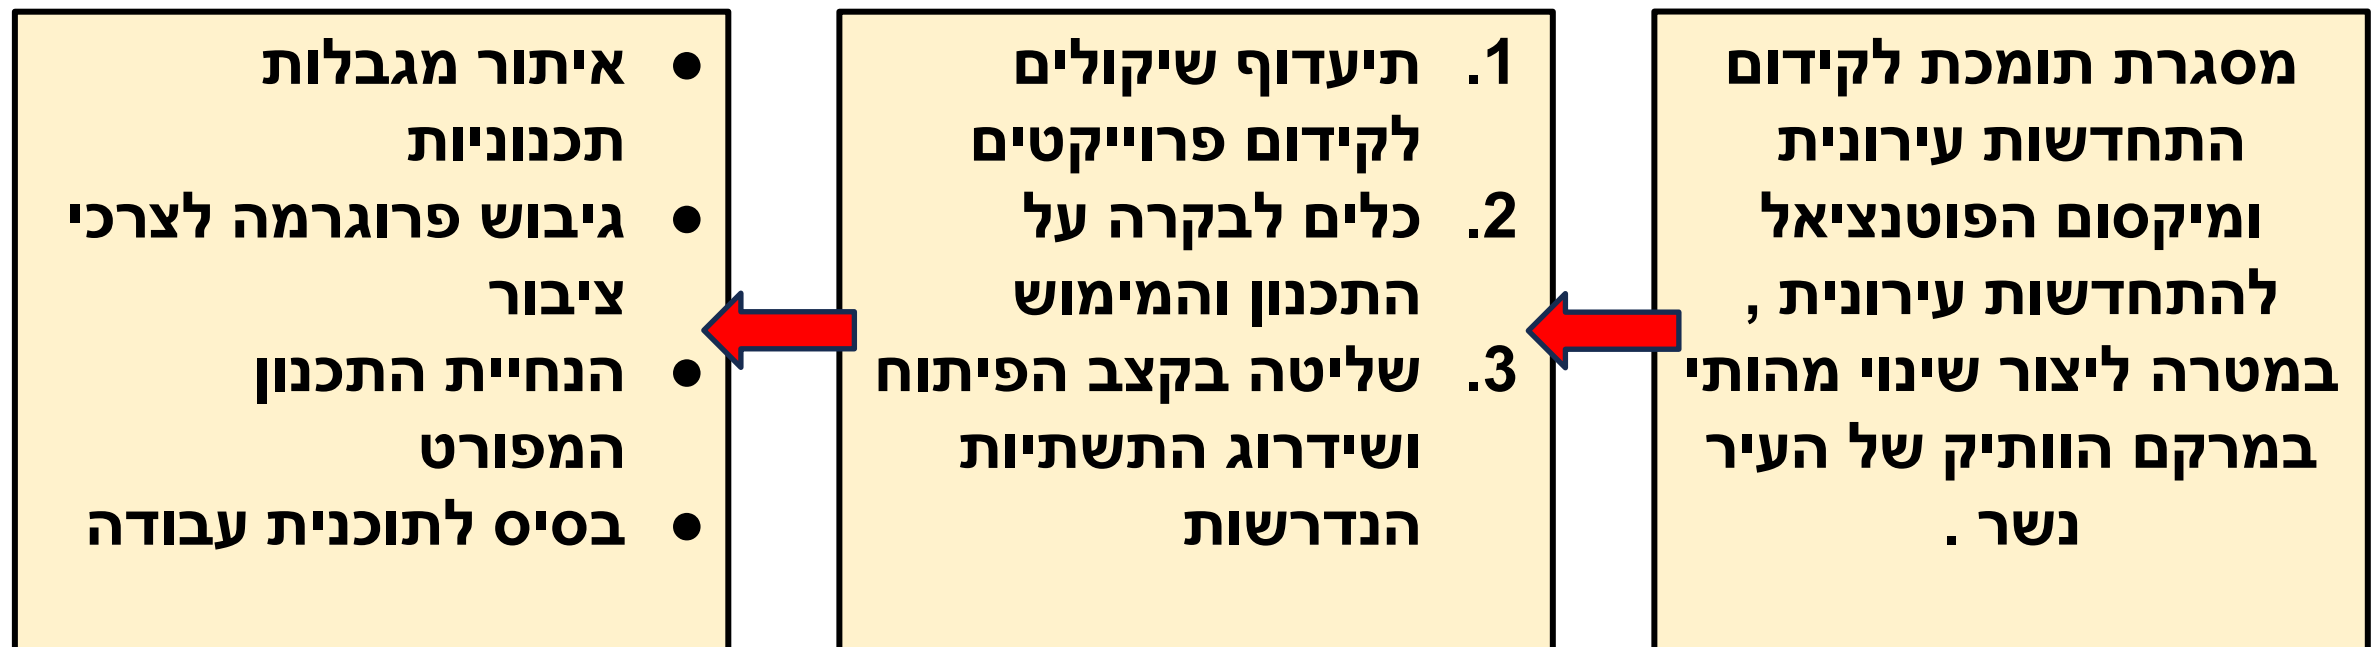 מסגרת תומכת לקידום
התחדשות עירונית
ומיקסום הפוטנציאל
להתחדשות עירונית ,
במטרה ליצור שינוי מהותי
במרקם הוותיק של העיר
נשר .
1. תיעדוף שיקולים
לקידום פרוייקטים
2. כלים לבקרה על
התכנון והמימוש
3. שליטה בקצב הפיתוח
ושידרוג התשתיות
הנדרשות
● איתור מגבלות
תכנוניות
● גיבוש פרוגרמה לצרכי
ציבור
● הנחיית התכנון
המפורט
● בסיס לתוכנית עבודה